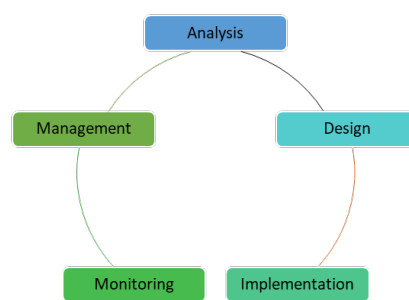 Analysis
Management
Design
Monitoring
Implementation